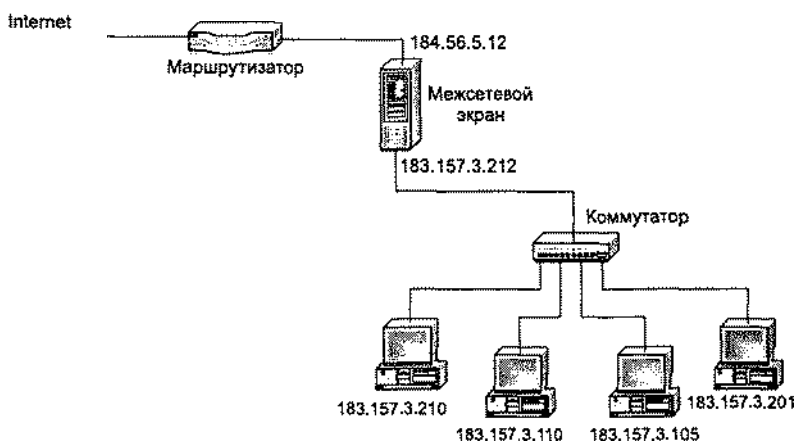 Internet
Маршрутизатор
184.56.5.12
Межсетевой
экран
183.157.3.212
Коммутатор
183.157.3.210
183.157.3.110
183.157.3.105
183.157.3.201